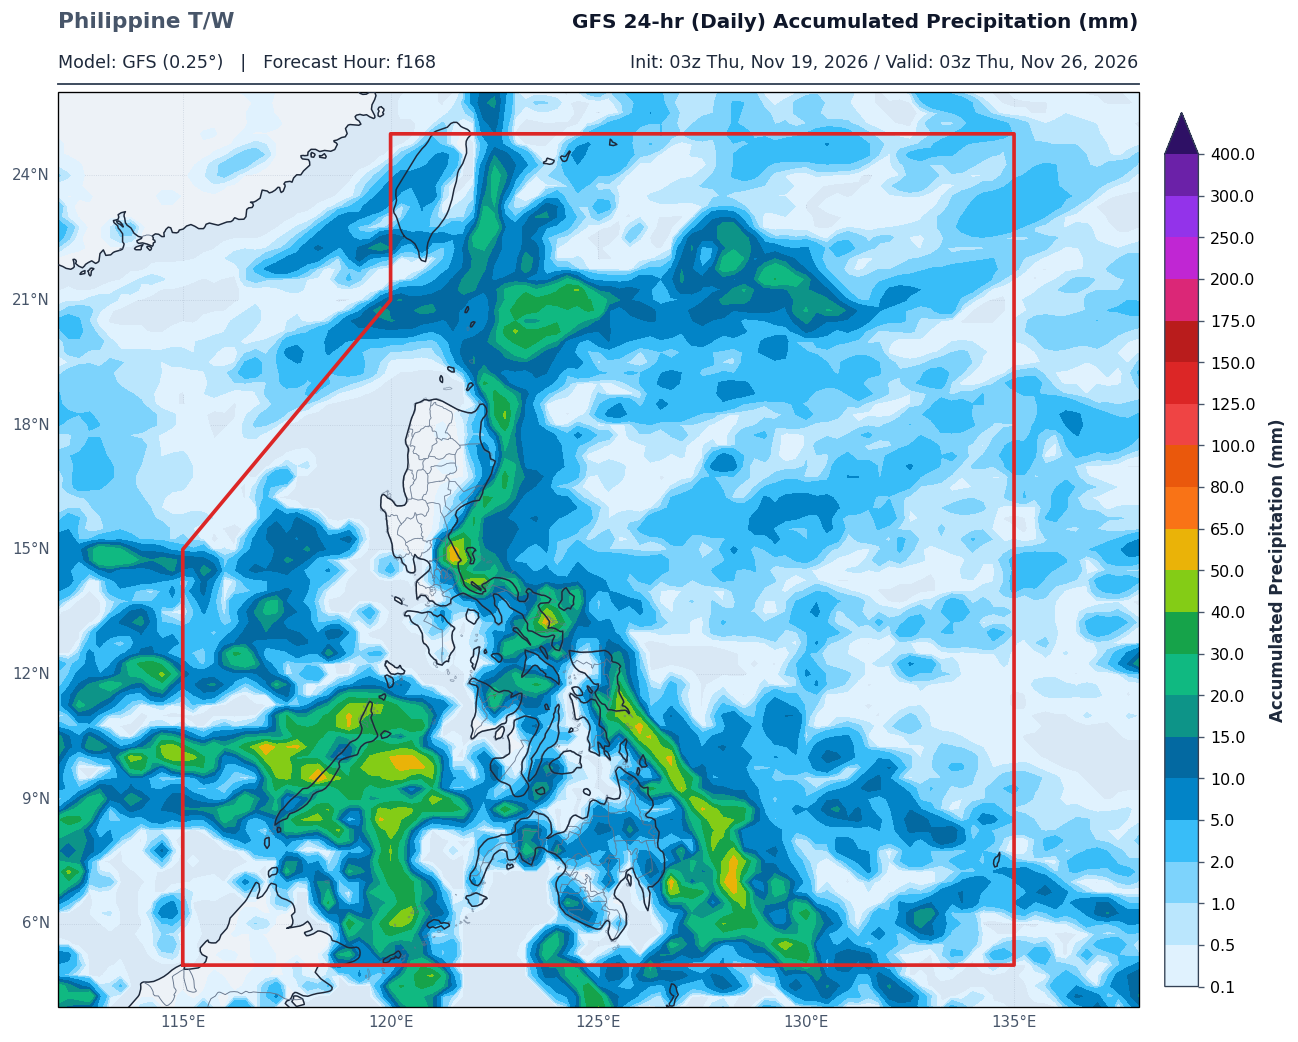 Philippine T/W
GFS 24-hr (Daily) Accumulated Precipitation (mm)
Model: GFS (0.25°) | Forecast Hour: f168
Init: 03z Thu, Nov 19, 2026 / Valid: 03z Thu, Nov 26, 2026
24°N
21°N
18°N
15°N
12°N
9°N
6°N
115°E
120°E
125°E
130°E
135°E
400.0
300.0
250.0
200.0
175.0
150.0
125.0
100.0
80.0
65.0
50.0
40.0
30.0
20.0
15.0
10.0
5.0
2.0
1.0
0.5
0.1
Accumulated Precipitation (mm)